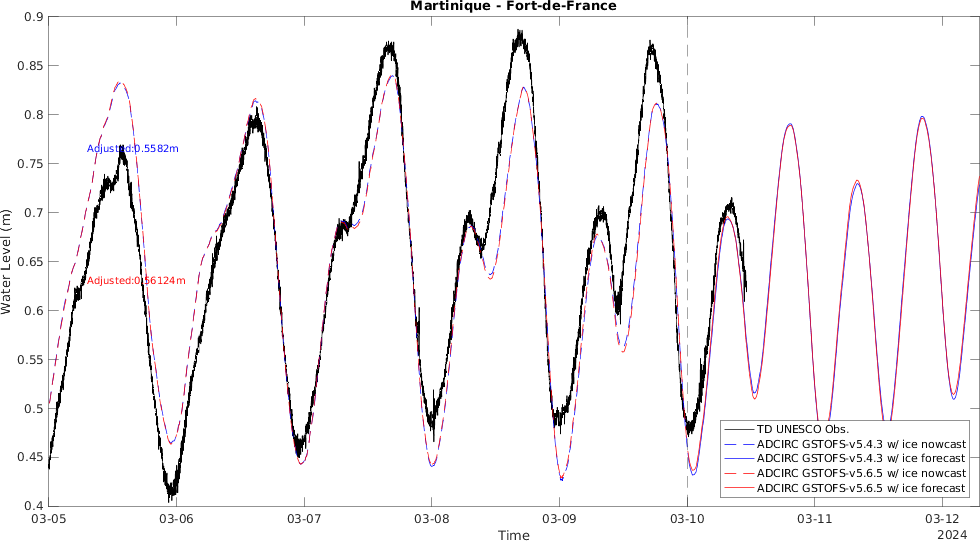 Martinique - Fort-de-France
0.9
0.85
0.8
0.75
0.7
0.65
0.6
0.55
0.5
0.45
0.4
Water Level (m)
Adjusted:0.5582m
Adjusted:0.56124m
TD UNESCO Obs.
ADCIRC GSTOFS-v5.4.3 w/ ice nowcast
ADCIRC GSTOFS-v5.4.3 w/ ice forecast
ADCIRC GSTOFS-v5.6.5 w/ ice nowcast
ADCIRC GSTOFS-v5.6.5 w/ ice forecast
03-05 03-06 03-07 03-08 03-09 03-10 03-11 03-12
Time
2024